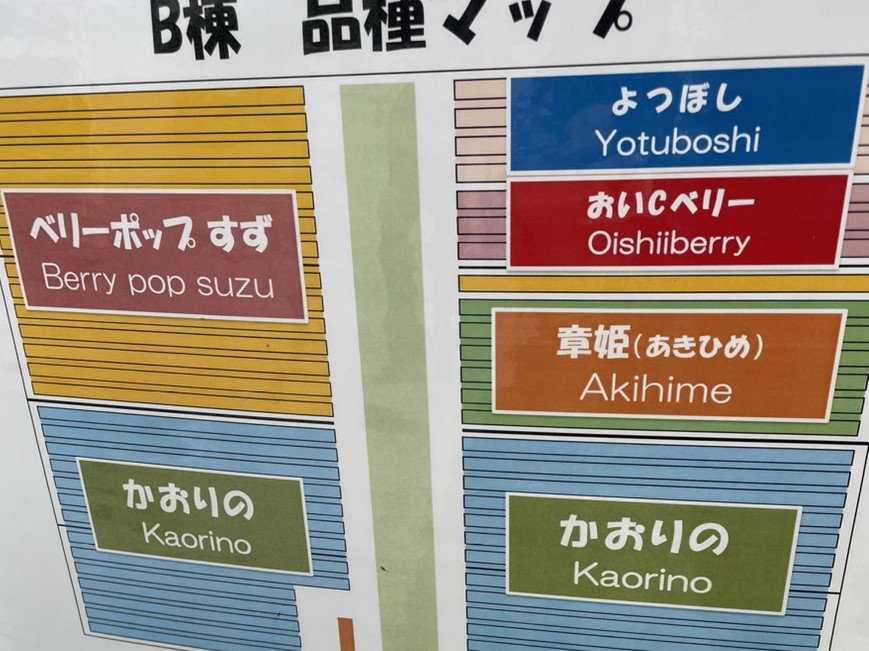 B棟 品種マップ
ベリーポップ すず
Berry pop suzu
かおりの
Kaorino
よつぼし
Yotuboshi
おいCベリー
Oishiiberry
章姫(あきひめ)
Akihime
かおりの
Kaorino